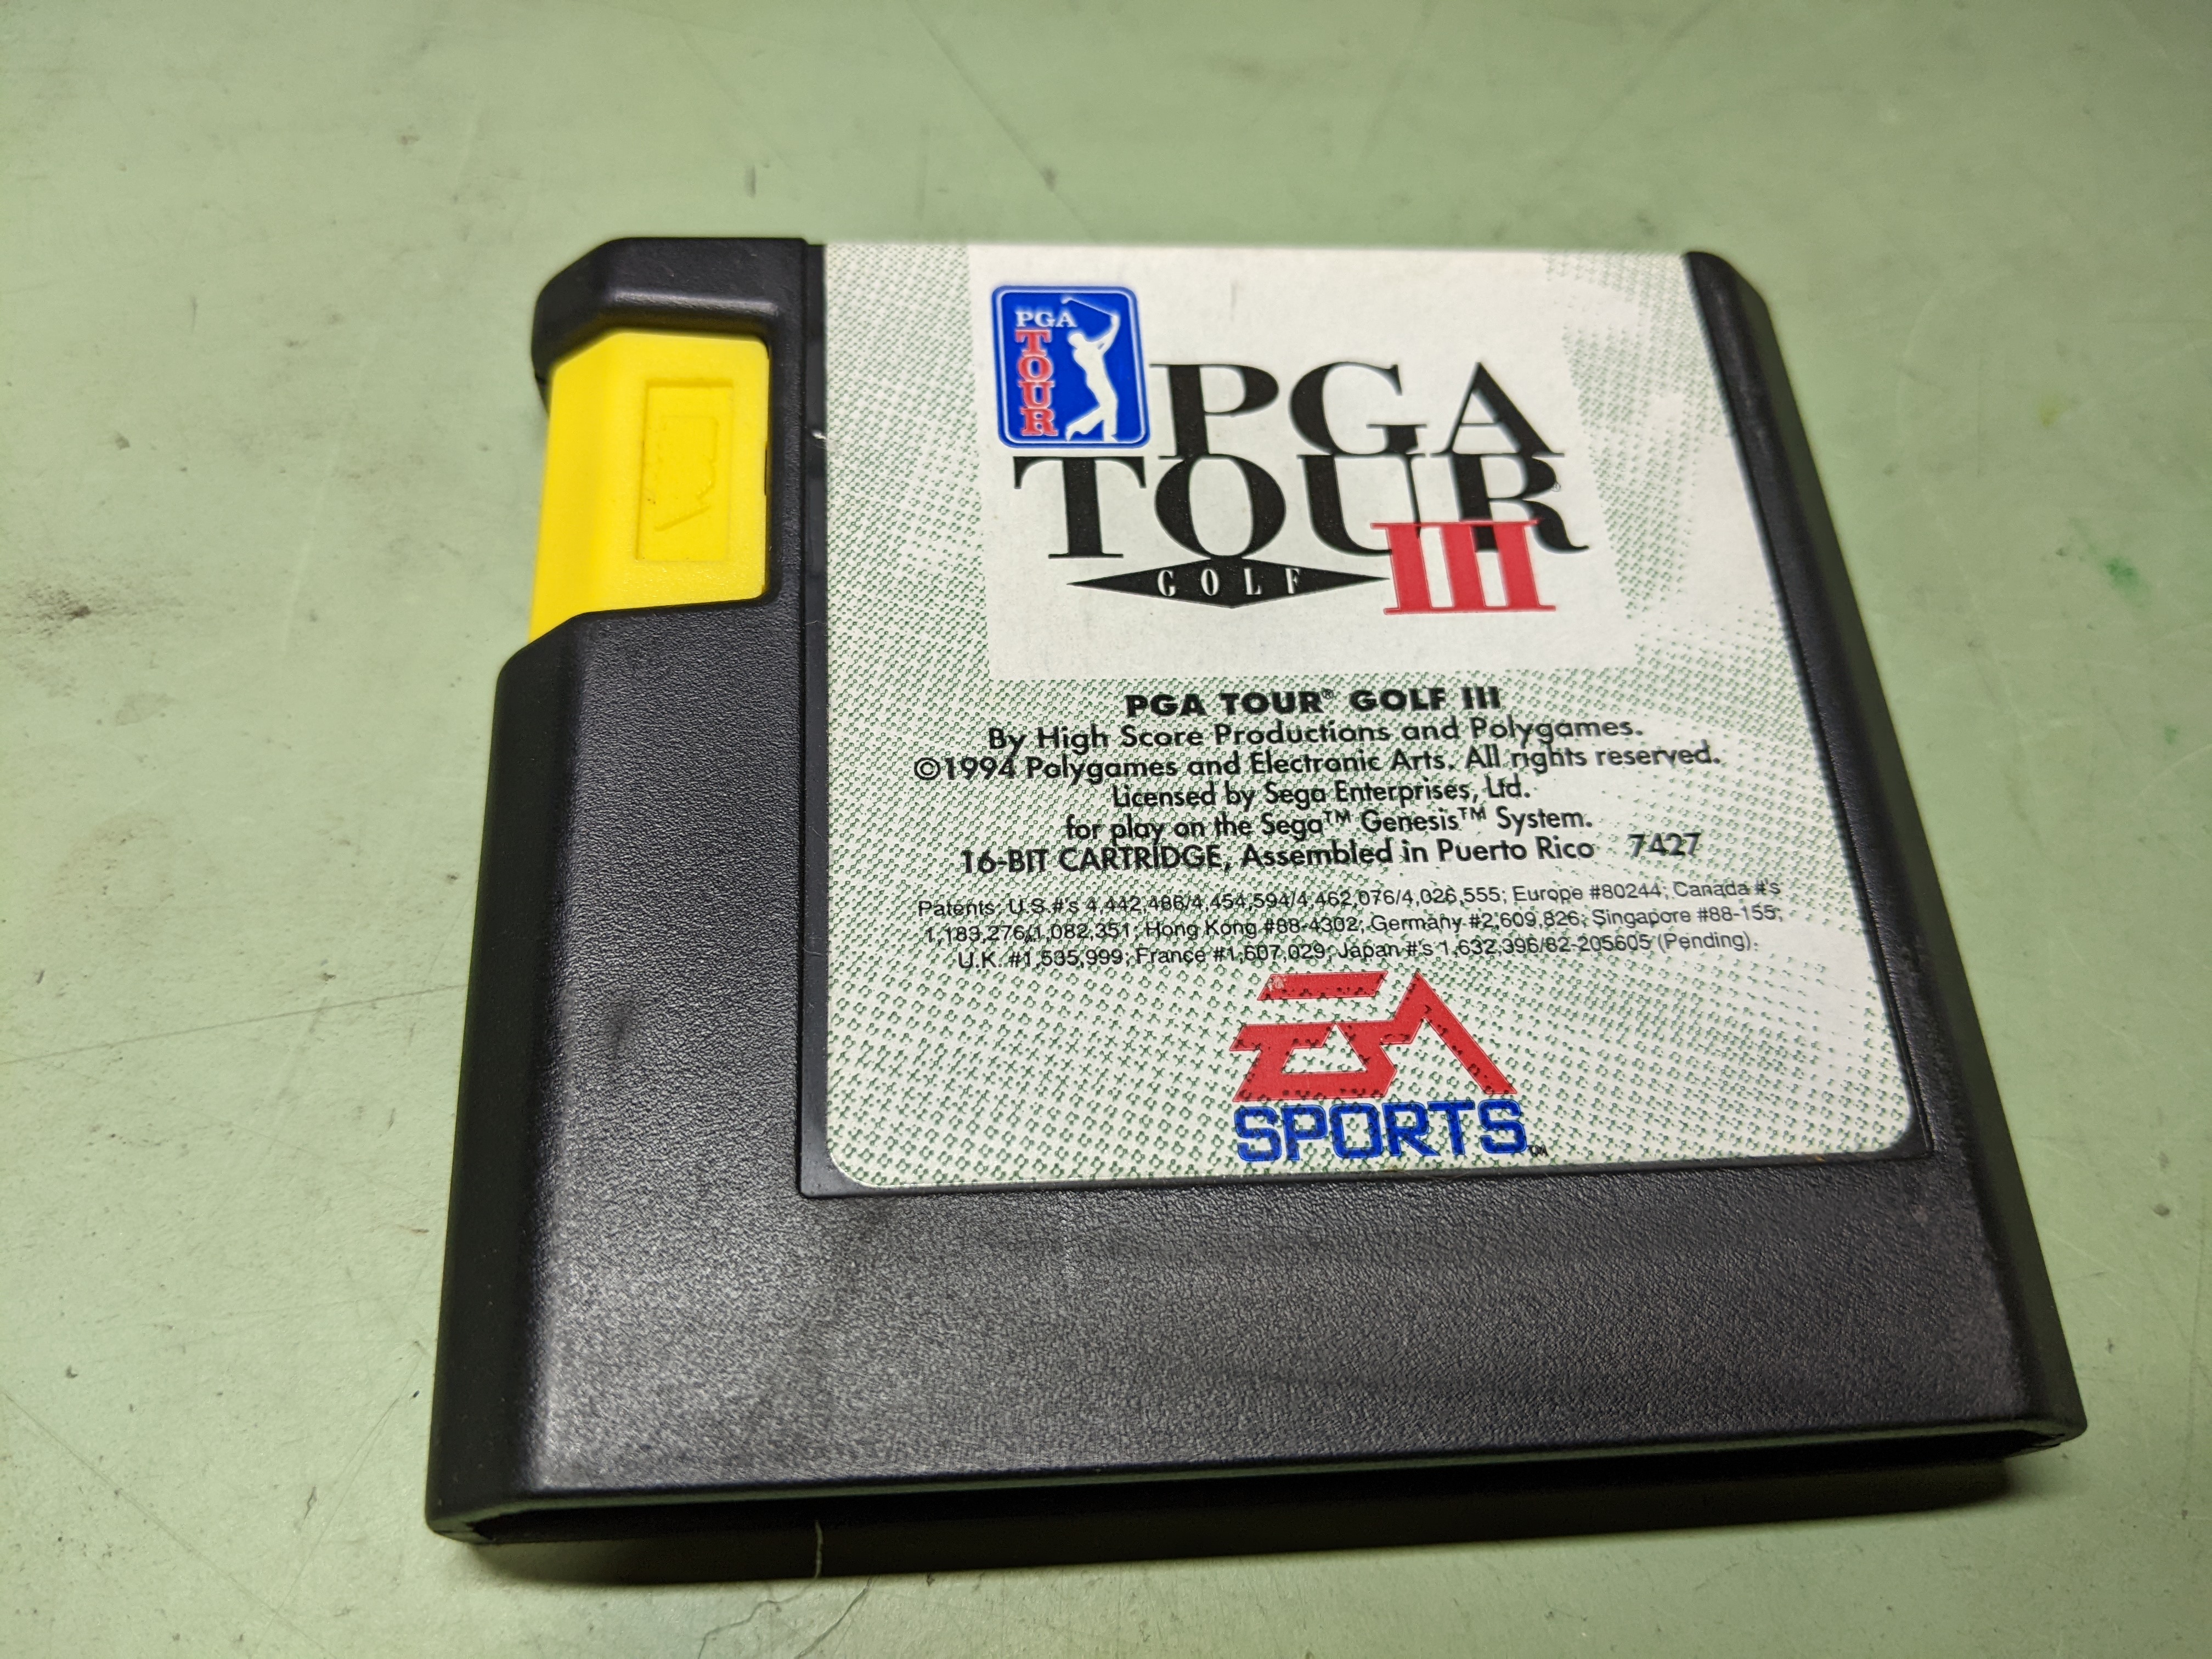 PGA
TOUR
PGA
TOUR®
III
GOLF
PGA TOUR® GOLF III
By High Score Productions and Polygames.
©1994 Polygames and Electronic Arts. All rights reserved.
Licensed by Sega Enterprises, Ltd.
for play on the Sega™ Genesis™ System.
16-BIT CARTRIDGE, Assembled in Puerto Rico 7427
Patents: U.S.#'s 4,442,486/4,454,594/4,462,076/4,026,555; Europe #80244; Canada #'s
1,183,276/1,082,351; Hong Kong #88-4302; Germany #2,609,826; Singapore #88-155;
U.K. #1,535,999; France #1,607,029; Japan #'s 1,632,396/82-205605 (Pending).
EA
SPORTS™